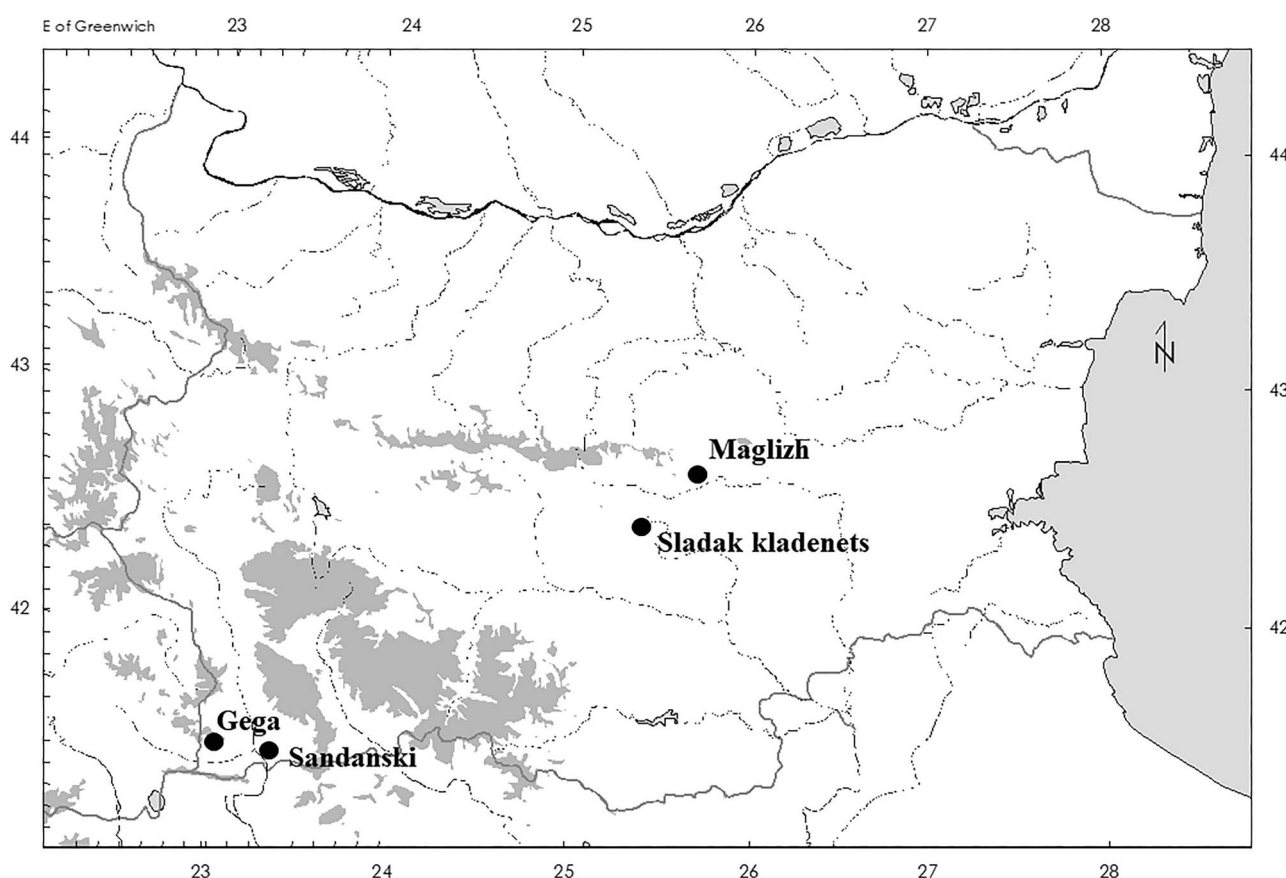 E of Greenwich 23 24 25 26 27 28
44 44
43 43
N
Maglizh
Sladak kladenets
42 42
Gega
Sandanski
23 24 25 26 27 28